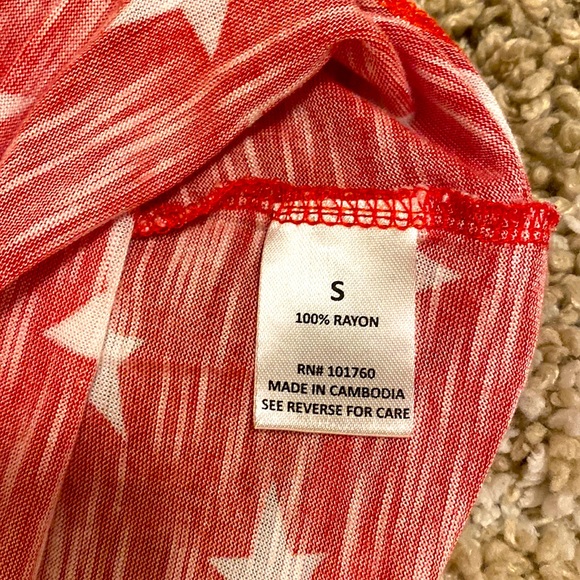 S
100% RAYON
RN# 101760
MADE IN CAMBODIA
SEE REVERSE FOR CARE